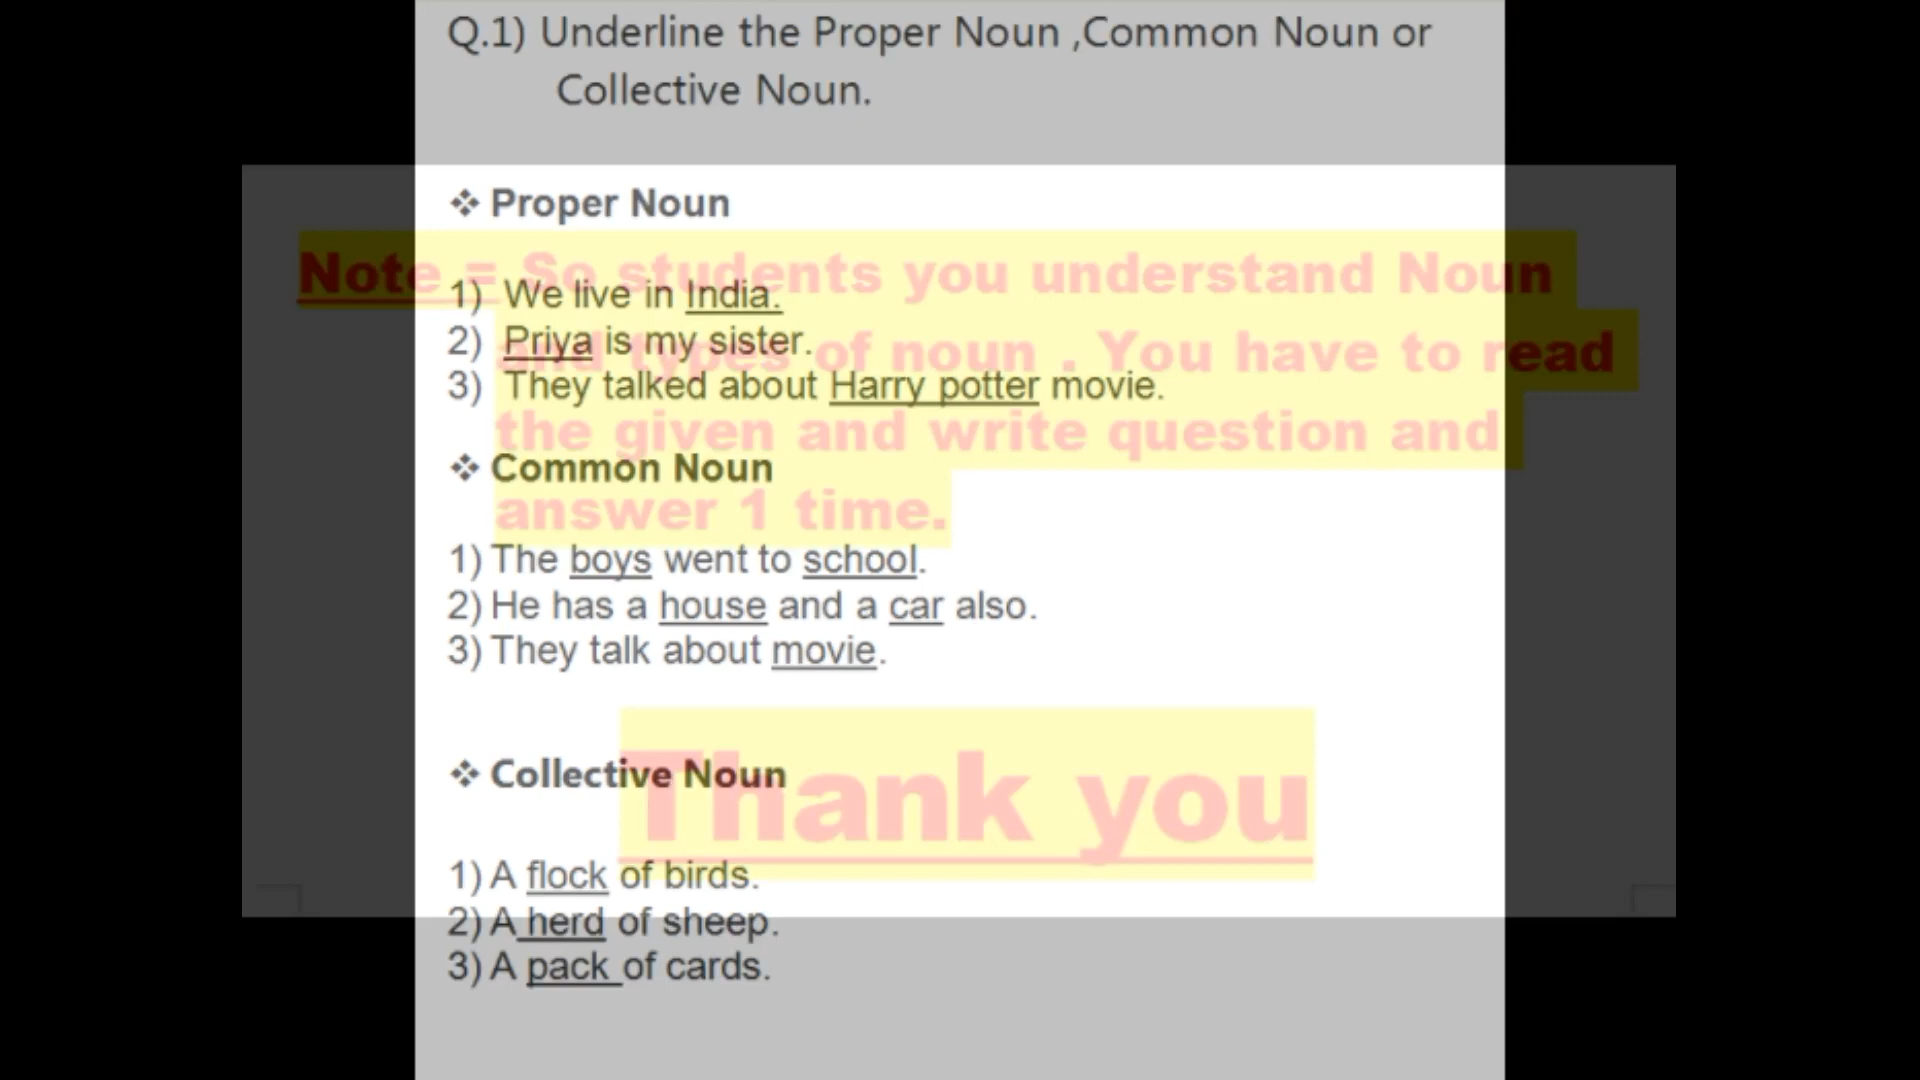 Q.1) Underline the Proper Noun ,Common Noun or
Collective Noun.
❖ Proper Noun
1) We live in India.
2) Priya is my sister.
3) They talked about Harry potter movie.
❖ Common Noun
1) The boys went to school.
2) He has a house and a car also.
3) They talk about movie.
❖ Collective Noun
1) A flock of birds.
2) A herd of sheep.
3) A pack of cards.
Note = So students you understand Noun
and types of noun . You have to read
the given and write question and
answer 1 time.
Thank you